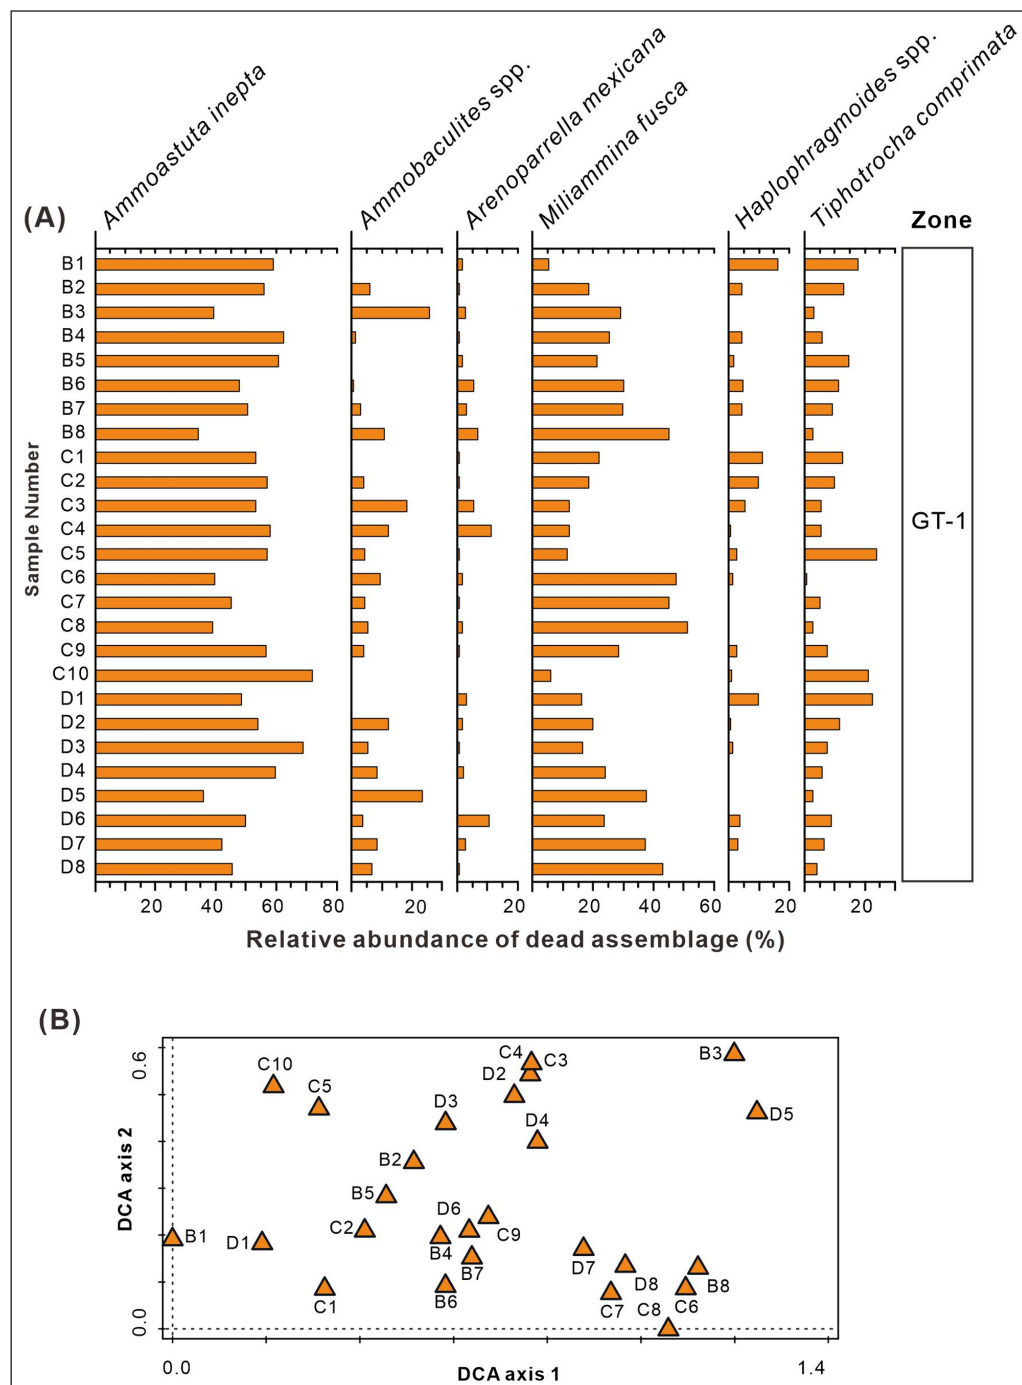 Ammoastuta inepta
Ammobaculites spp.
Arenoparrella mexicana
Miliammina fusca
Haplophragmoides spp.
Tiphotrocha comprimata
(A)
Zone
Sample Number
B1
B2
B3
B4
B5
B6
B7
B8
C1
C2
C3
C4
C5
C6
C7
C8
C9
C10
D1
D2
D3
D4
D5
D6
D7
D8
GT-1
20 40 60 80 20 20 20 40 60 20 20
Relative abundance of dead assemblage (%)
(B)
DCA axis 2
0.6
0.0
C10
C5
C4
C3
B3
D2
D3
D4
D5
B2
B5
C2
D6
C9
B1
D1
B4
B7
B6
C1
D7
D8
B8
C7
C8
C6
0.0
1.4
DCA axis 1